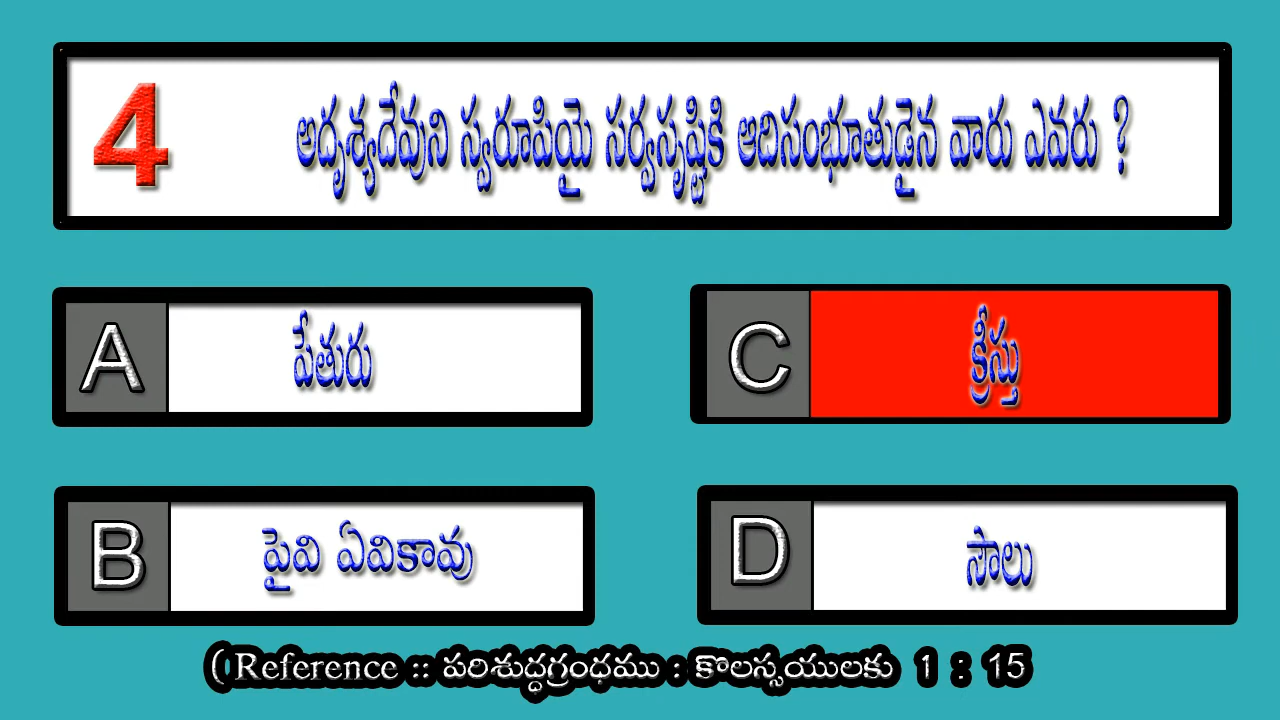 4 అదృశ్యదేవుని స్వరూపియై సర్వసృష్టికి ఆదిసంభూతుడైన వారు ఎవరు ?
A పేతురు
C క్రీస్తు
B పైవి ఏవికావు
D సౌలు
( Reference :: పరిశుద్ధగ్రంధము : కొలస్సయులకు 1 : 15